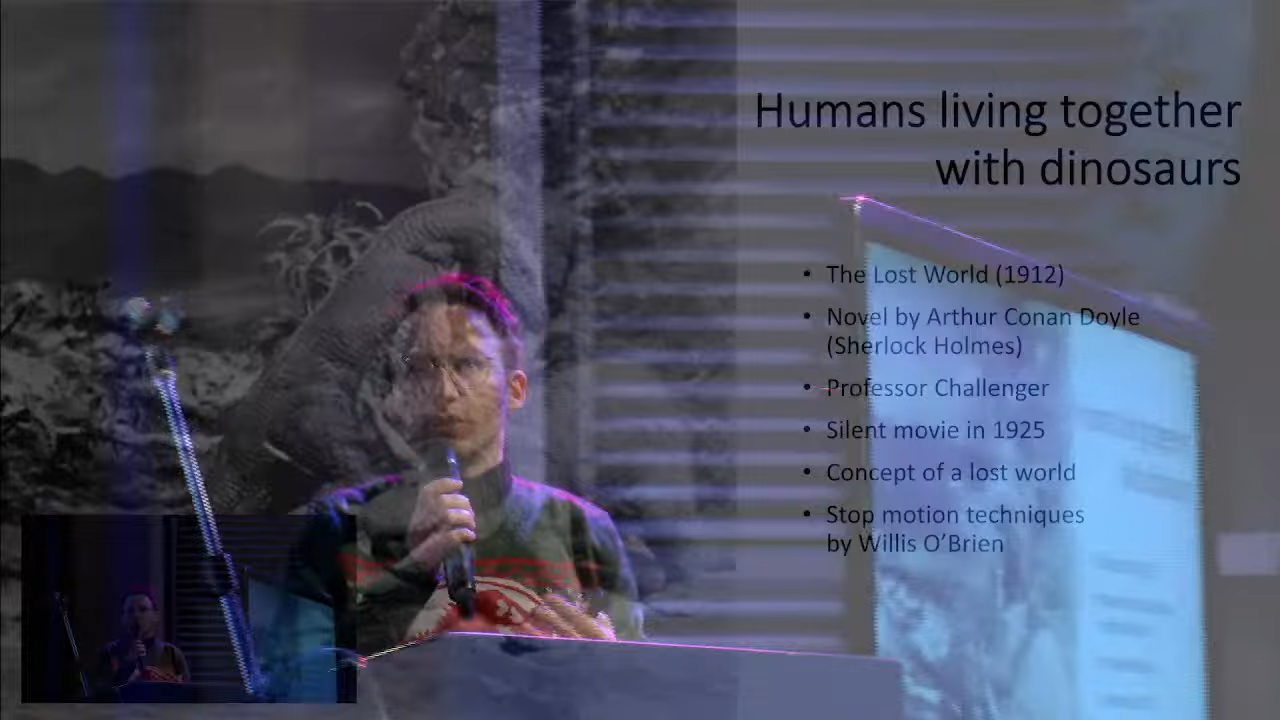 Humans living together
with dinosaurs
• The Lost World (1912)
• Novel by Arthur Conan Doyle
(Sherlock Holmes)
• Professor Challenger
• Silent movie in 1925
• Concept of a lost world
• Stop motion techniques
by Willis O’Brien